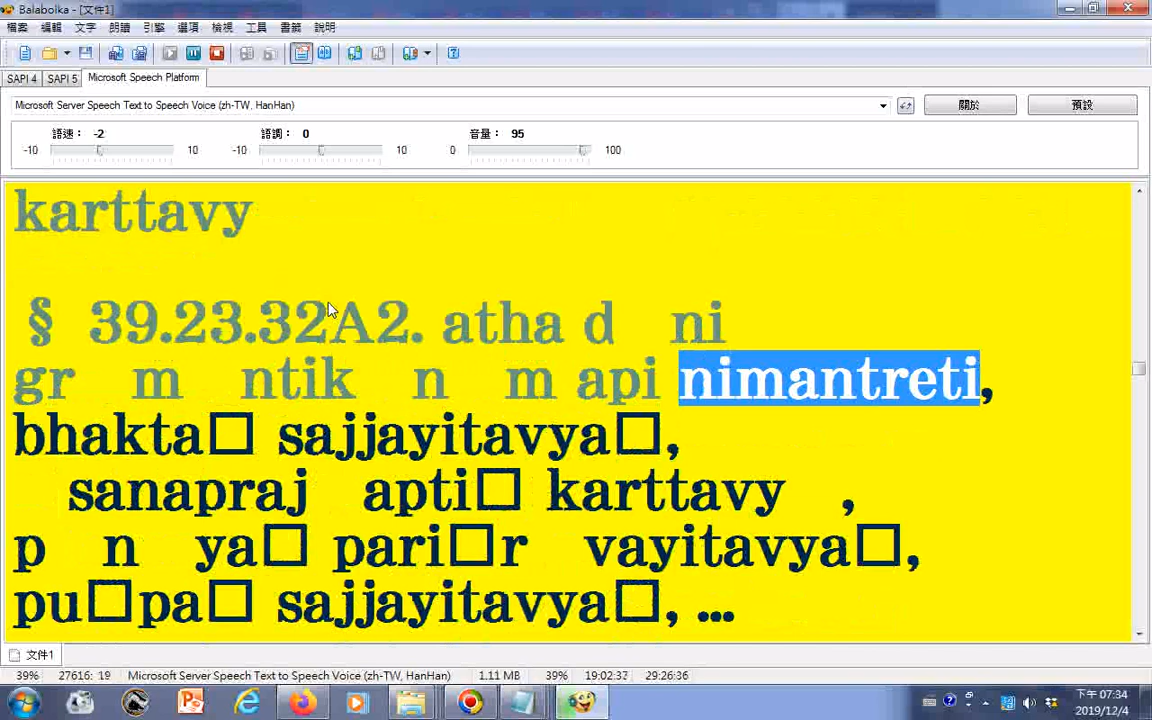 Balabolka - [文件1]
檔案 編輯 文字 朗讀 引擎 選項 檢視 工具 書籤 說明
SAPI 4 SAPI 5 Microsoft Speech Platform
Microsoft Server Speech Text to Speech Voice (zh-TW, HanHan) 關於 預設
語速： -2 語調： 0 音量： 95
-10 10 -10 10 0 100
karttavy
§ 39.23.32A2. atha d ni
gr m ntik n m api nimantreti,
bhakta□ sajjayitavya□,
sanapraj apti□ karttavy ,
p n ya□ pari□r vayitavya□,
pu□pa□ sajjayitavya□, ...
文件1
39% 27616: 19 Microsoft Server Speech Text to Speech Voice (zh-TW, HanHan) 1.11 MB 39% 19:02:37 29:26:36
下午 07:34
2019/12/4